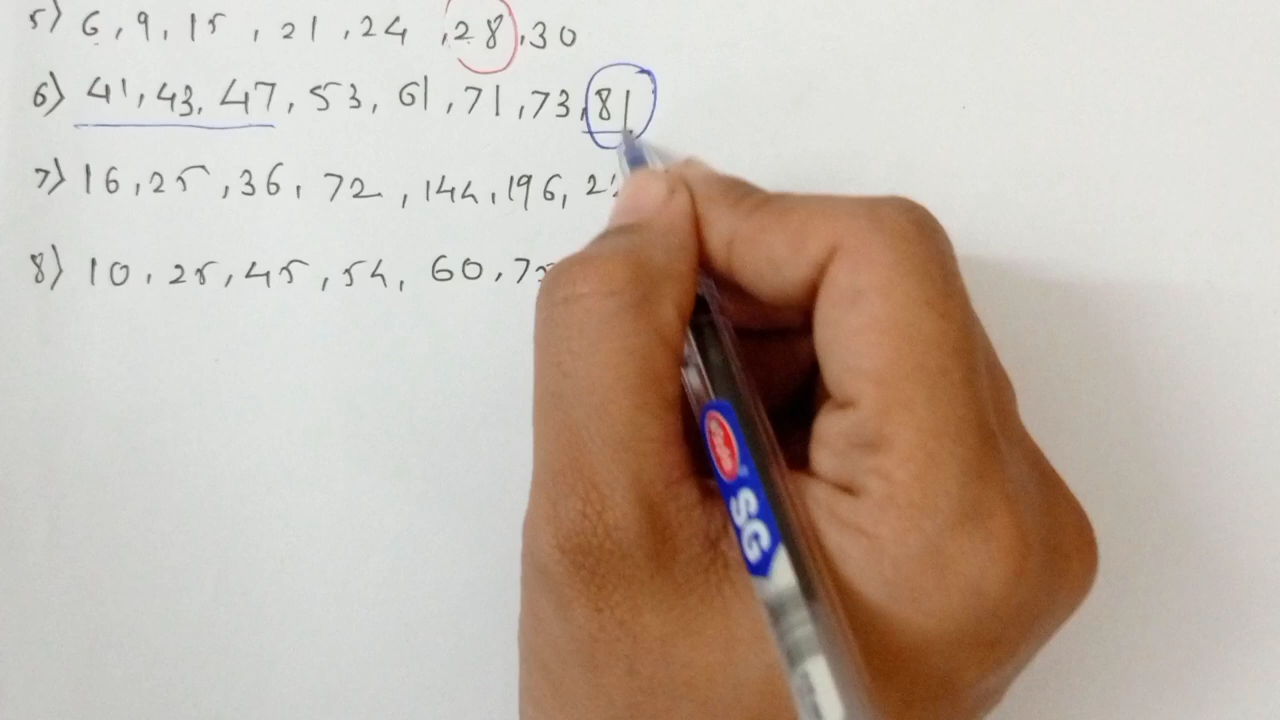 5) 6, 9, 15, 21, 24, 28, 30
6) 41, 43, 47, 53, 61, 71, 73, 81
7) 16, 25, 36, 72, 144, 196,
8) 10, 25, 45, 54, 60,
SG